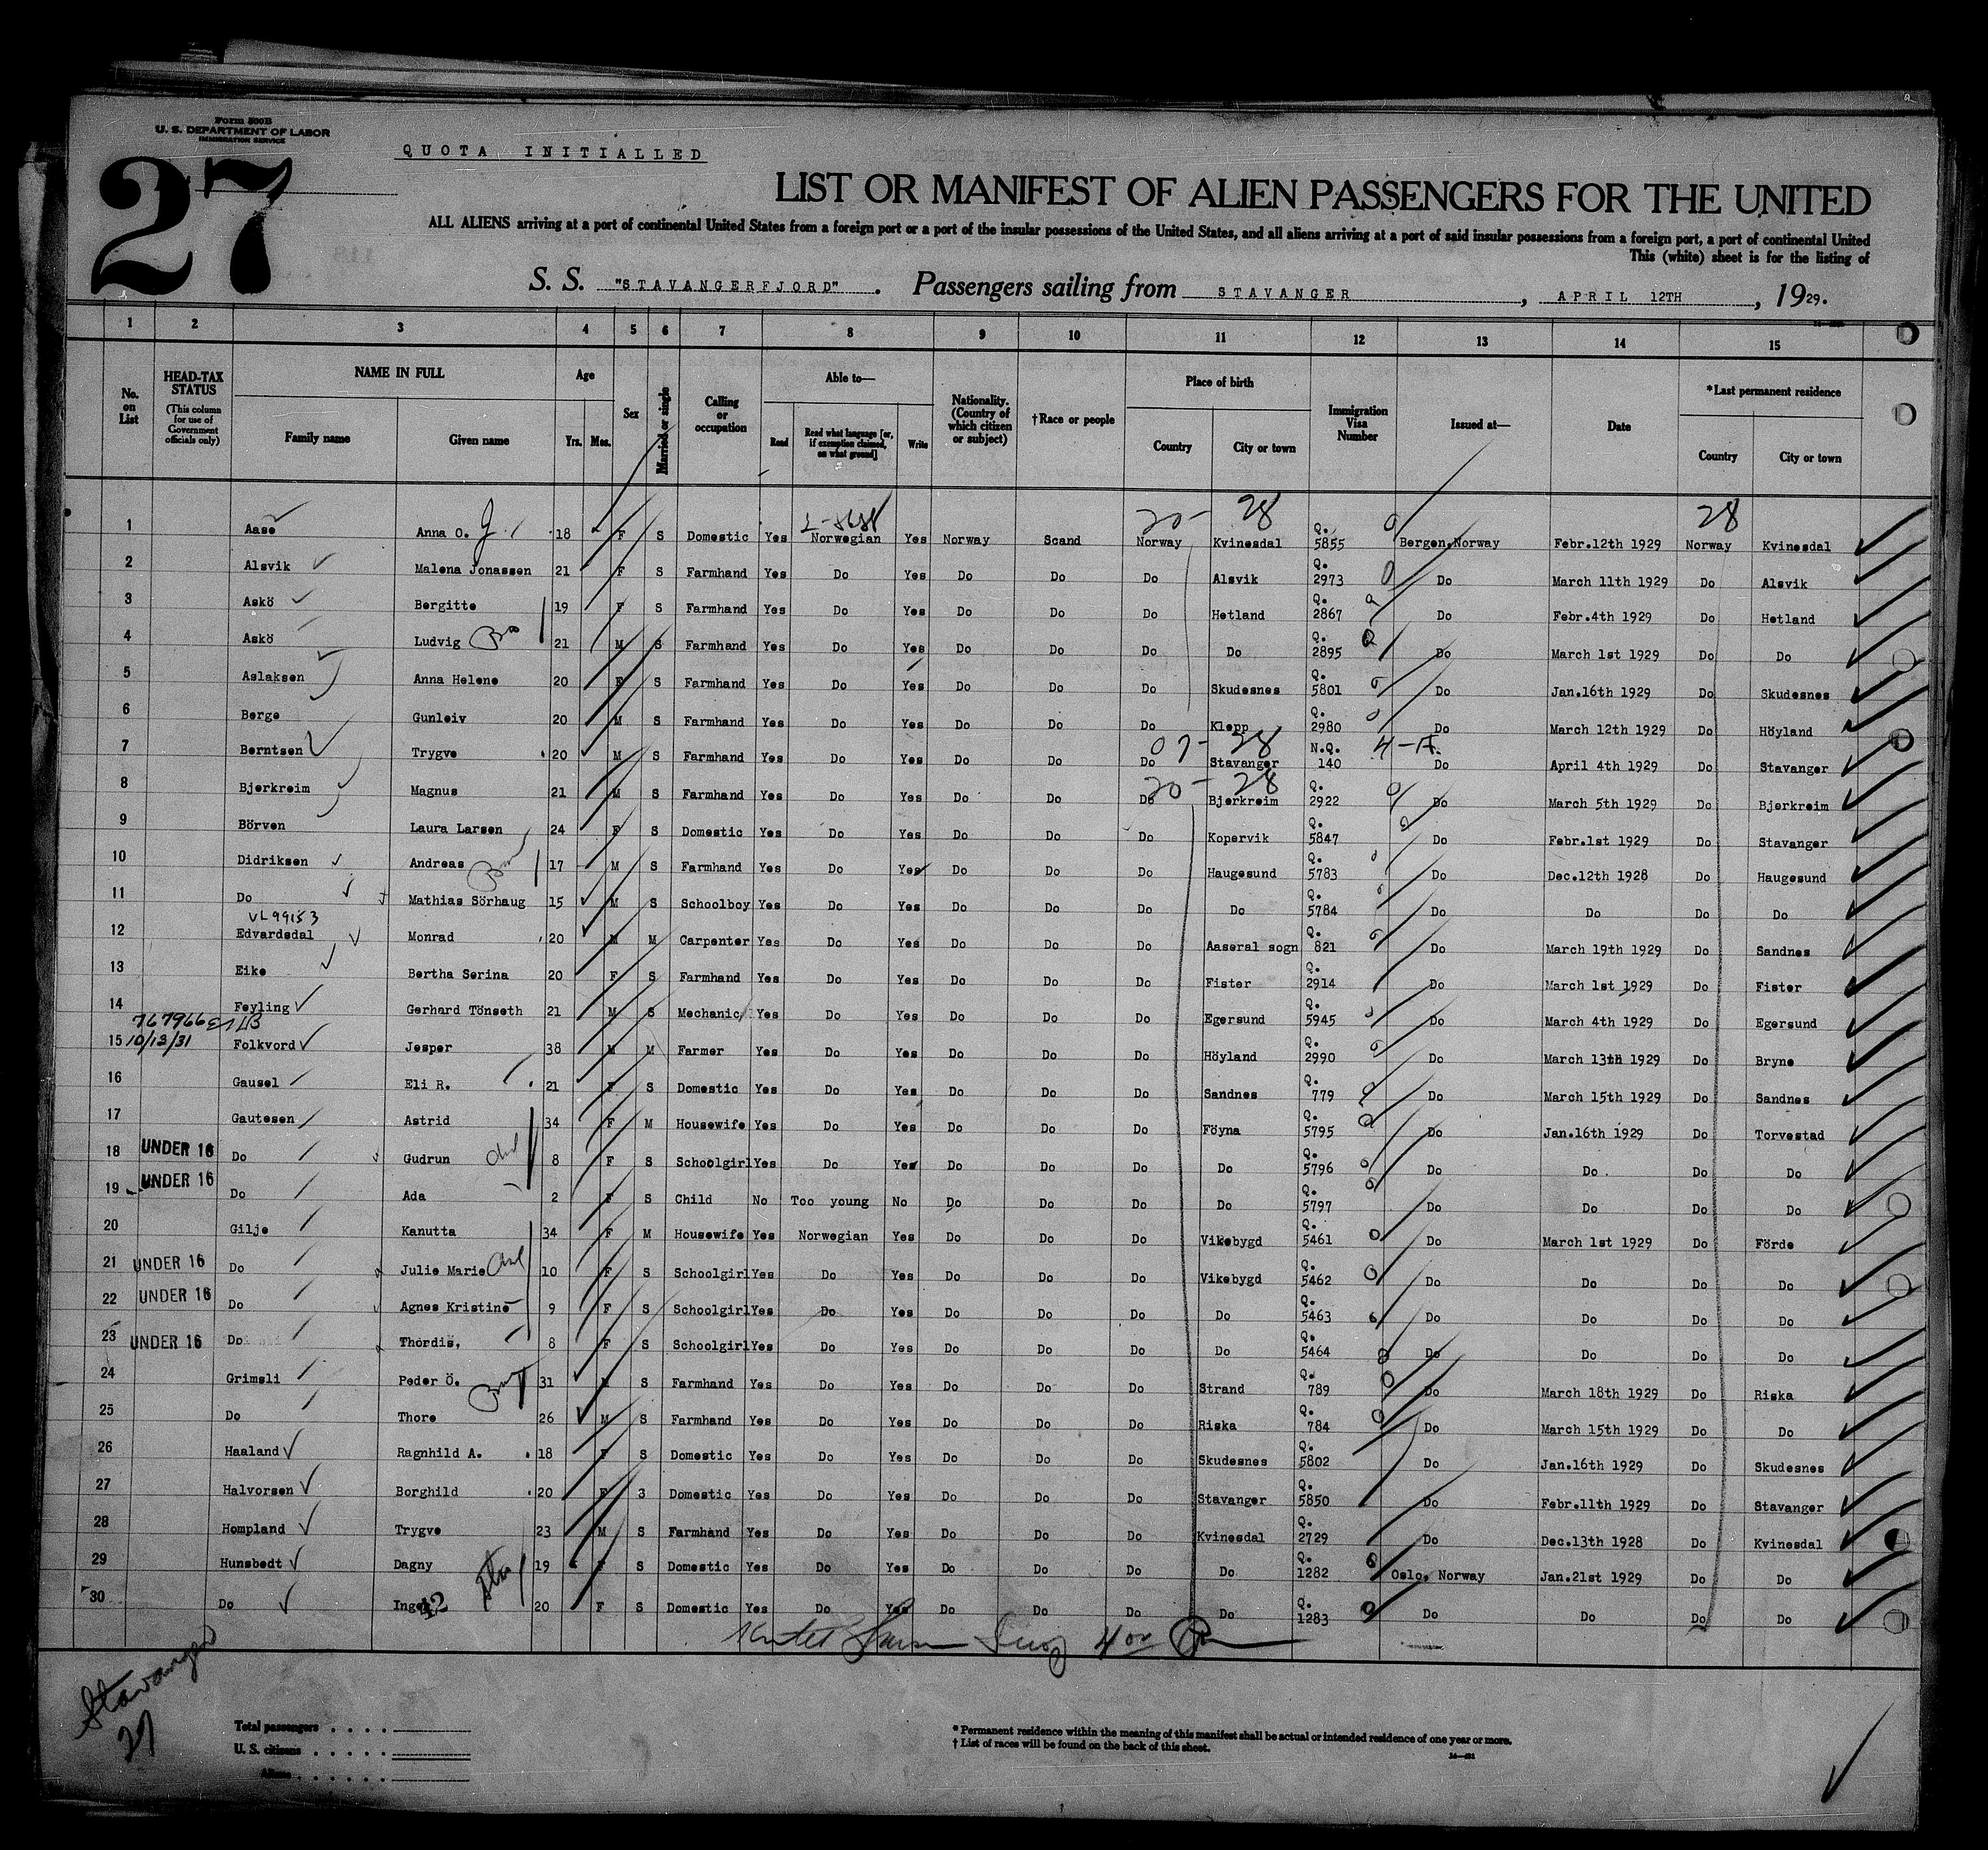 Form 500B
U. S. DEPARTMENT OF LABOR
IMMIGRATION SERVICE
27
QUOTA INITIALLED
LIST OR MANIFEST OF ALIEN PASSENGERS FOR THE UNITED
ALL ALIENS arriving at a port of continental United States from a foreign port or a port of the insular possessions of the United States, and all aliens arriving at a port of said insular possessions from a foreign port, a port of continental United
This (white) sheet is for the listing of
S. S. "STAVANGERFJORD". Passengers sailing from STAVANGER, APRIL 12TH, 1929.
1 2 3 4 5 6 7 8 9 10 11 12 13 14 15
No. on List
HEAD-TAX STATUS (This column for use of Government officials only)
NAME IN FULL
Family name Given name
Age
Yrs. Mos.
Sex
Married or single
Calling or occupation
Able to—
Read Read what language [or, if exemption claimed, on what ground] Write
Nationality. (Country of which citizen or subject)
†Race or people
Place of birth
Country City or town
Immigration Visa Number
Issued at—
Date
*Last permanent residence
Country City or town
20- 28 28
1 Aase Anna O. 18 F S Domestic Yes Norwegian Yes Norway Scand Norway Kvinesdal Q. 5855 Bergen,Norway Febr.12th 1929 Norway Kvinesdal
2 Alsvik Malena Jonassen 21 F S Farmhand Yes Do Yes Do Do Do Alsvik Q. 2973 Do March 11th 1929 Do Alsvik
3 Askö Bergitte 19 F S Farmhand Yes Do Yes Do Do Do Hetland Q. 2867 Do Febr.4th 1929 Do Hetland
4 Askö Ludvig 21 M S Farmhand Yes Do Yes Do Do Do Do Q. 2895 Do March 1st 1929 Do Do
5 Aslaksen Anna Helene 20 F S Farmhand Yes Do Yes Do Do Do Skudesnes Q. 5801 Do Jan.16th 1929 Do Skudesnes
6 Berge Gunleiv 20 M S Farmhand Yes Do Yes Do Do Do Klepp Q. 2980 Do March 12th 1929 Do Höyland
07- 28 4-A
7 Berntsen Trygve 20 M S Farmhand Yes Do Yes Do Do Do Stavanger N.Q. 140 Do April 4th 1929 Do Stavanger
20- 28
8 Bjerkreim Magnus 21 M S Farmhand Yes Do Yes Do Do Do Bjerkreim Q. 2922 Do March 5th 1929 Do Bjerkreim
9 Börven Laura Larsen 24 F S Domestic Yes Do Yes Do Do Do Kopervik Q. 5847 Do Febr.1st 1929 Do Stavanger
10 Didriksen Andreas 17 M S Farmhand Yes Do Yes Do Do Do Haugesund Q. 5783 Do Dec.12th 1928 Do Haugesund
11 Do Mathias Sörhaug 15 M S Schoolboy Yes Do Yes Do Do Do Do Q. 5784 Do Do Do Do
VL99153
12 Edvardsdal Monrad 20 M M Carpenter Yes Do Yes Do Do Do Aaseral sogn Q. 821 Do March 19th 1929 Do Sandnes
13 Eike Bertha Serina 20 F S Farmhand Yes Do Yes Do Do Do Fister Q. 2914 Do March 1st 1929 Do Fister
14 Feyling Gerhard Tönseth 21 M S Mechanic Yes Do Yes Do Do Do Egersund Q. 5945 Do March 4th 1929 Do Egersund
15 10/13/31 Folkvord Jesper 38 M M Farmer Yes Do Yes Do Do Do Höyland Q. 2990 Do March 13th 1929 Do Bryne
16 Gausel Eli R. 21 F S Domestic Yes Do Yes Do Do Do Sandnes Q. 779 Do March 15th 1929 Do Sandnes
17 Gautesen Astrid 34 F M Housewife Yes Do Yes Do Do Do Föyna Q. 5795 Do Jan.16th 1929 Do Torvestad
18 UNDER 16 Do Gudrun 8 F S Schoolgirl Yes Do Yes Do Do Do Do Q. 5796 Do Do Do Do
19 UNDER 16 Do Ada 2 F S Child No Too young No Do Do Do Do Q. 5797 Do Do Do Do
20 Gilje Kanutta 34 F M Housewife Yes Norwegian Yes Do Do Do Vikebygd Q. 5461 Do March 1st 1929 Do Förde
21 UNDER 16 Do Julie Marie 10 F S Schoolgirl Yes Do Yes Do Do Do Vikebygd Q. 5462 Do Do Do Do
22 UNDER 16 Do Agnes Kristine 9 F S Schoolgirl Yes Do Yes Do Do Do Do Q. 5463 Do Do Do Do
23 UNDER 16 Do Thordis, 8 F S Schoolgirl Yes Do Yes Do Do Do Do Q. 5464 Do Do Do Do
24 Grimsli Peder Ö. 31 M S Farmhand Yes Do Yes Do Do Do Strand Q. 789 Do March 18th 1929 Do Riska
25 Do Thore 26 M S Farmhand Yes Do Yes Do Do Do Riska Q. 784 Do March 15th 1929 Do Do
26 Haaland Ragnhild A. 18 F S Domestic Yes Do Yes Do Do Do Skudesnes Q. 5802 Do Jan.16th 1929 Do Skudesnes
27 Halvorsen Borghild 20 F 3 Domestic Yes Do Yes Do Do Do Stavanger Q. 5850 Do Febr.11th 1929 Do Stavanger
28 Hompland Trygve 23 M S Farmhand Yes Do Yes Do Do Do Kvinesdal Q. 2729 Do Dec.13th 1928 Do Kvinesdal
29 Hunsbedt Dagny 19 F S Domestic Yes Do Yes Do Do Do Do Q. 1282 Oslo, Norway Jan.21st 1929 Do Do
30 Do Inger 20 F S Domestic Yes Do Yes Do Do Do Do Q. 1283 Do Do Do Do
42
Stavanger
27
Total passengers
U. S. citizens
Aliens
* Permanent residence within the meaning of this manifest shall be actual or intended residence of one year or more.
† List of races will be found on the back of this sheet.